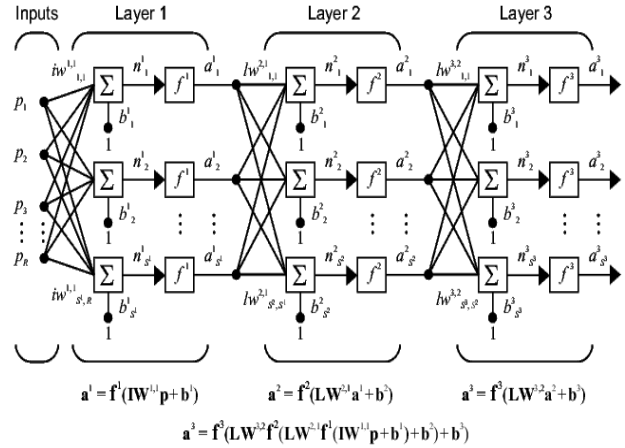 Inputs Layer 1 Layer 2 Layer 3
iw¹,¹₁,₁ n¹₁ a¹₁ lw²,¹₁,₁ n²₁ a²₁ lw³,²₁,₁ n³₁ a³₁
p₁ Σ f¹ Σ f² Σ f³
b¹₁ b²₁ b³₁
1 1 1
n¹₂ a¹₂ n²₂ a²₂ n³₂ a³₂
p₂ Σ f¹ Σ f² Σ f³
p₃ b¹₂ b²₂ b³₂
1 1 1
n¹ₛ¹ a¹ₛ¹ n²ₛ² a²ₛ² n³ₛ³ a³ₛ³
p_R Σ f¹ Σ f² Σ f³
iw¹,¹ₛ¹,R b¹ₛ¹ lw²,¹ₛ²,ₛ¹ b²ₛ² lw³,²ₛ³,ₛ² b³ₛ³
1 1 1
a¹ = f¹(IW¹,¹p+b¹) a² = f²(LW²,¹a¹+b²) a³ = f³(LW³,²a²+b³)
a³ = f³(LW³,²f²(LW²,¹f¹(IW¹,¹p+b¹)+b²)+b³)